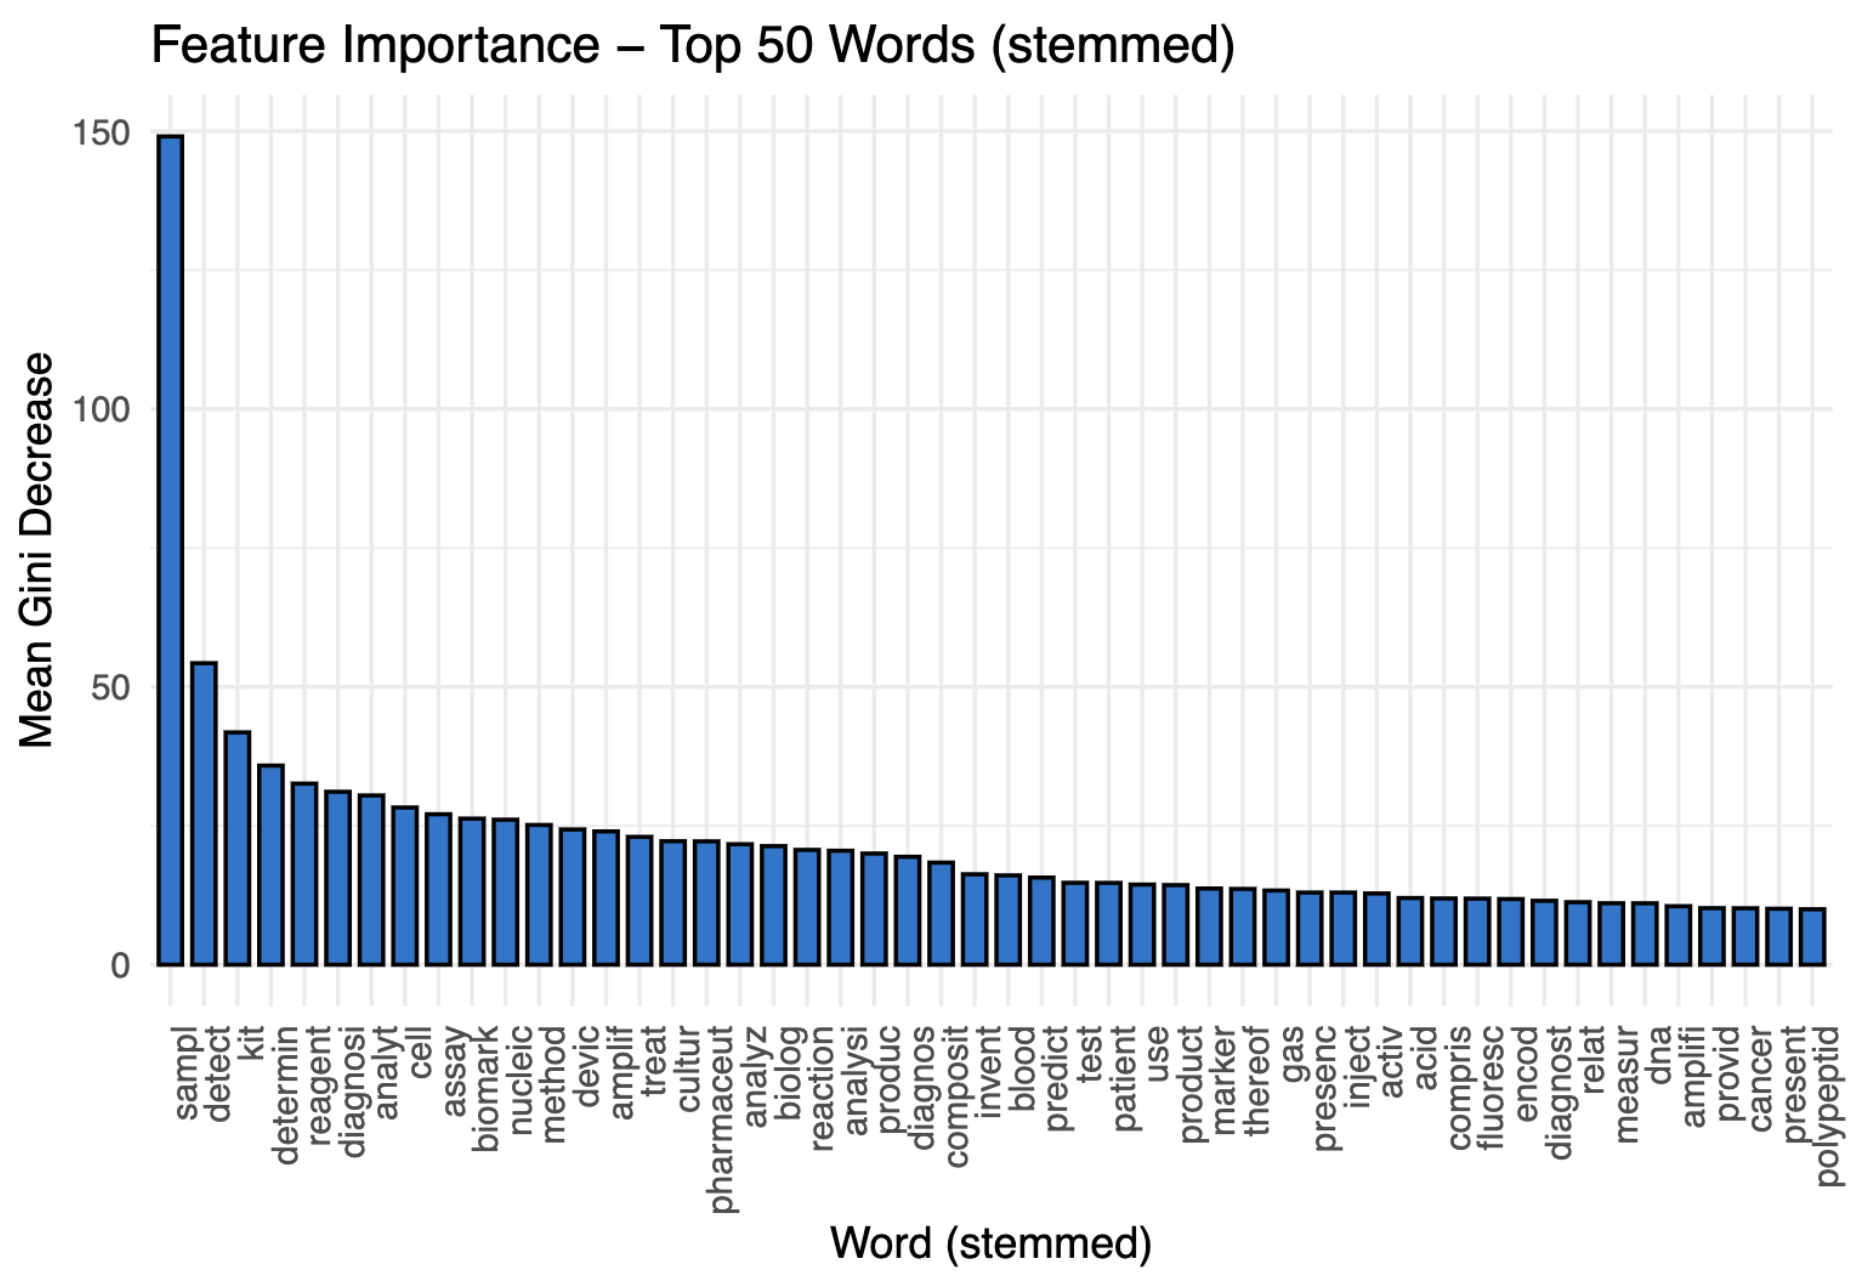 Feature Importance – Top 50 Words (stemmed)
Mean Gini Decrease
150
100
50
0
sampl
detect
kit
determin
reagent
diagnosi
analyt
cell
assay
biomark
nucleic
method
devic
amplif
treat
cultur
pharmaceut
analyz
biolog
reaction
analysi
produc
diagnos
composit
invent
blood
predict
test
patient
use
product
marker
thereof
gas
presenc
inject
activ
acid
compris
fluoresc
encod
diagnost
relat
measur
dna
amplifi
provid
cancer
present
polypeptid
Word (stemmed)